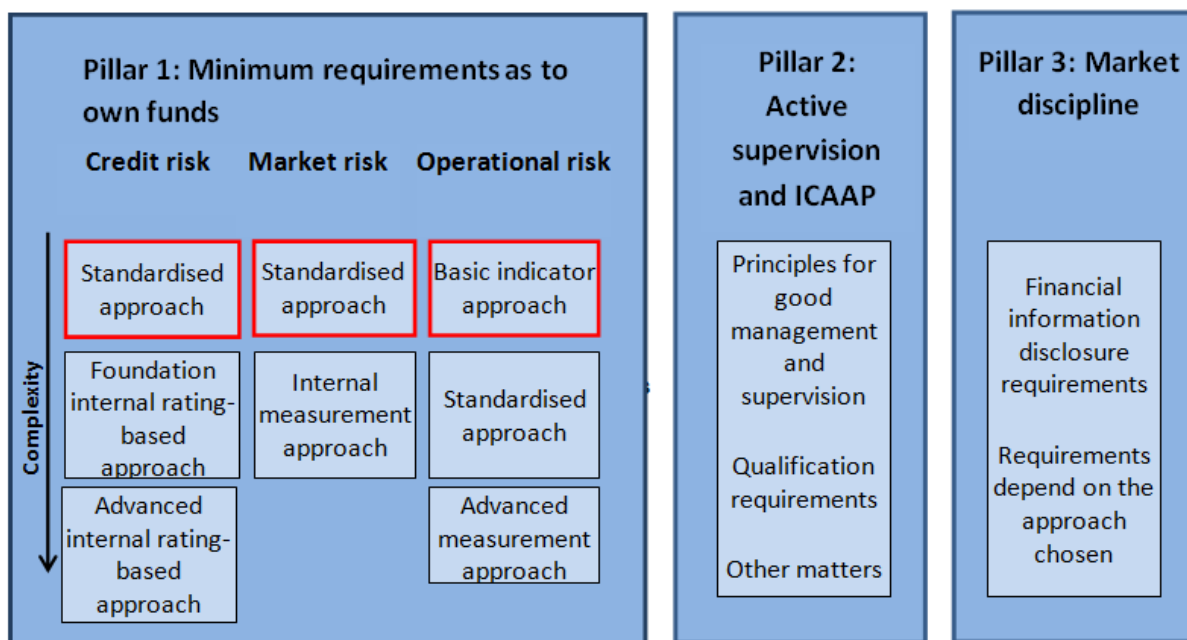 Pillar 1: Minimum requirements as to
own funds
Credit risk
Market risk
Operational risk
Complexity
Standardised
approach
Standardised
approach
Basic indicator
approach
Foundation
internal rating-
based
approach
Internal
measurement
approach
Standardised
approach
Advanced
internal rating-
based
approach
Advanced
measurement
approach
s
Pillar 2:
Active
supervision
and ICAAP
Principles for
good
management
and
supervision
Qualification
requirements
Other matters
Pillar 3: Market
discipline
Financial
information
disclosure
requirements
Requirements
depend on the
approach
chosen